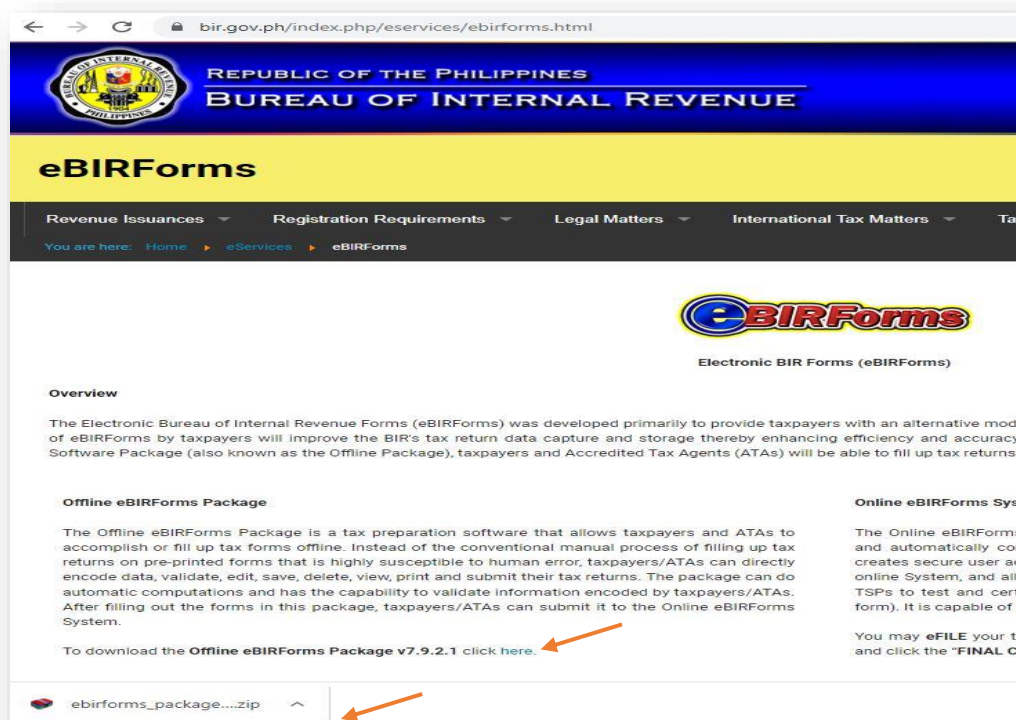 bir.gov.ph/index.php/eservices/ebirforms.html
REPUBLIC OF THE PHILIPPINES
BUREAU OF INTERNAL REVENUE
eBIRForms
Revenue Issuances Registration Requirements Legal Matters International Tax Matters Ta
You are here: Home eServices eBIRForms
eBIRForms
Electronic BIR Forms (eBIRForms)
Overview
The Electronic Bureau of Internal Revenue Forms (eBIRForms) was developed primarily to provide taxpayers with an alternative mod
of eBIRForms by taxpayers will improve the BIR's tax return data capture and storage thereby enhancing efficiency and accuracy
Software Package (also known as the Offline Package), taxpayers and Accredited Tax Agents (ATAs) will be able to fill up tax returns
Offline eBIRForms Package
The Offline eBIRForms Package is a tax preparation software that allows taxpayers and ATAs to
accomplish or fill up tax forms offline. Instead of the conventional manual process of filling up tax
returns on pre-printed forms that is highly susceptible to human error, taxpayers/ATAs can directly
encode data, validate, edit, save, delete, view, print and submit their tax returns. The package can do
automatic computations and has the capability to validate information encoded by taxpayers/ATAs.
After filling out the forms in this package, taxpayers/ATAs can submit it to the Online eBIRForms
System.
To download the Offline eBIRForms Package v7.9.2.1 click here.
Online eBIRForms Sys
The Online eBIRForms
and automatically co
creates secure user a
online System, and all
TSPs to test and cert
form). It is capable of
You may eFILE your t
and click the "FINAL C
ebirforms_package....zip